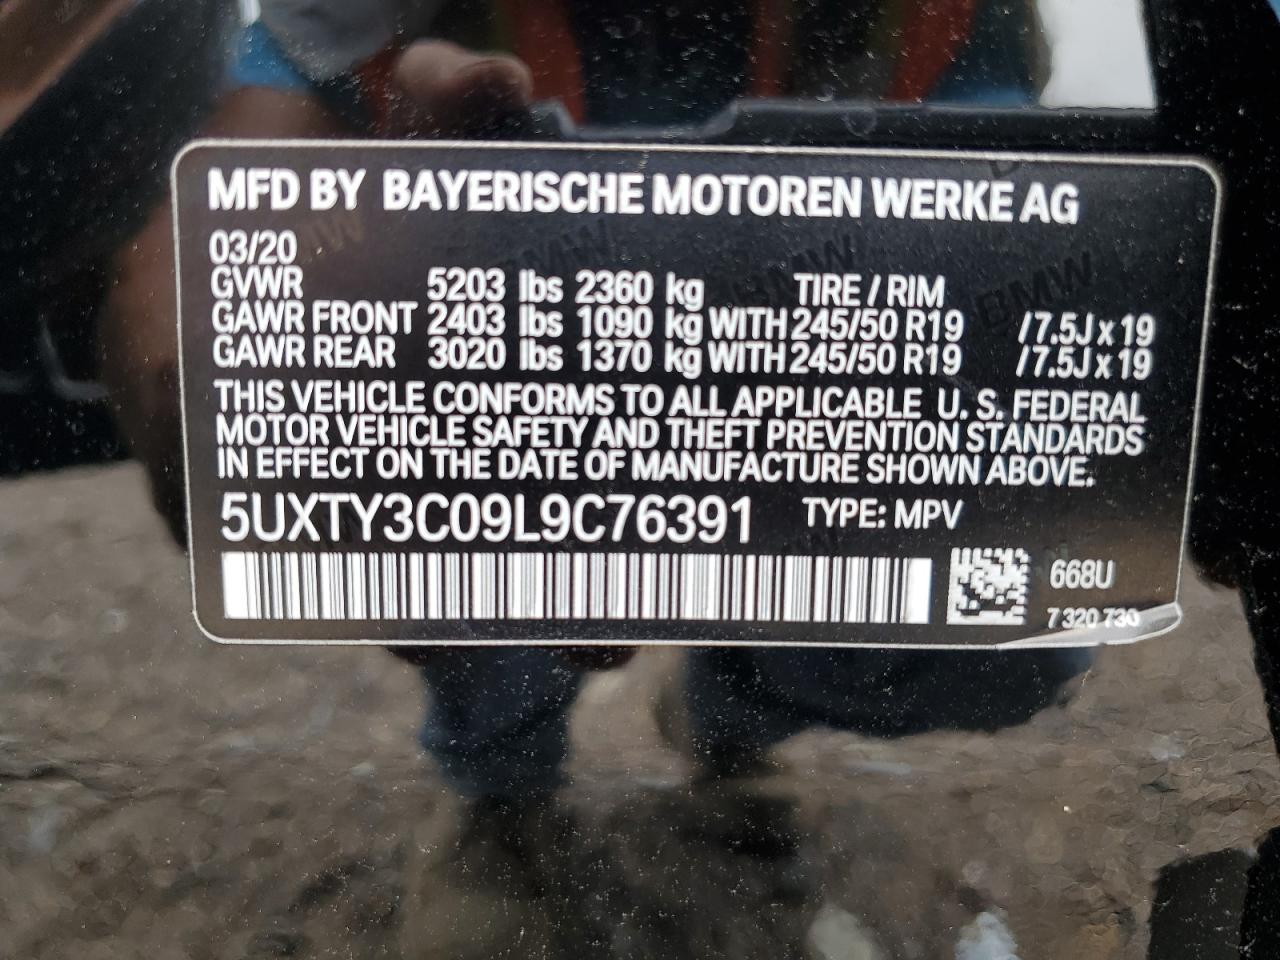 MFD BY BAYERISCHE MOTOREN WERKE AG
03/20
GVWR 5203 lbs 2360 kg TIRE / RIM
GAWR FRONT 2403 lbs 1090 kg WITH 245/50 R19 /7.5J x 19
GAWR REAR 3020 lbs 1370 kg WITH 245/50 R19 /7.5J x 19
THIS VEHICLE CONFORMS TO ALL APPLICABLE U. S. FEDERAL
MOTOR VEHICLE SAFETY AND THEFT PREVENTION STANDARDS
IN EFFECT ON THE DATE OF MANUFACTURE SHOWN ABOVE.
5UXTY3C09L9C76391 TYPE: MPV
668U
7 320 730